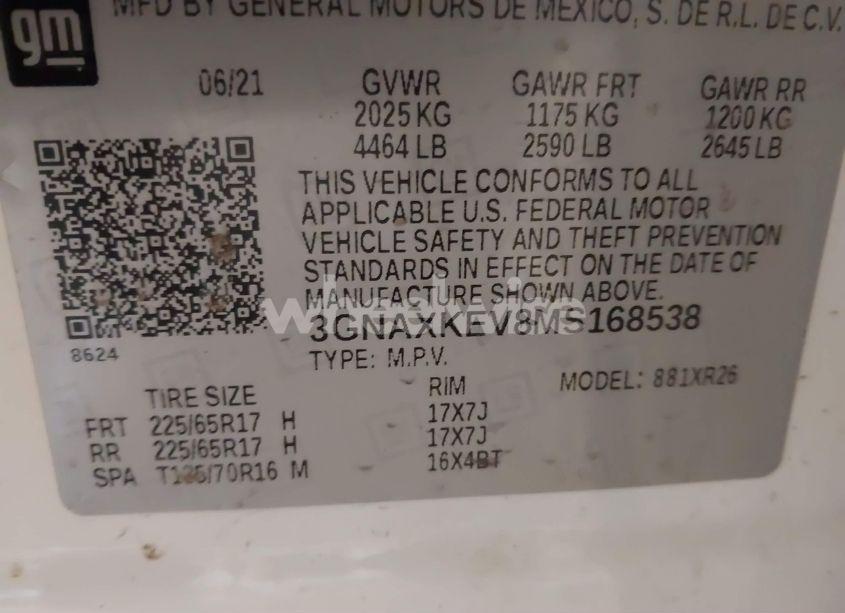 gm
MFD BY GENERAL MOTORS DE MEXICO, S. DE R.L. DE C.V.
06/21 GVWR GAWR FRT GAWR RR
2025 KG 1175 KG 1200 KG
4464 LB 2590 LB 2645 LB
THIS VEHICLE CONFORMS TO ALL
APPLICABLE U.S. FEDERAL MOTOR
VEHICLE SAFETY AND THEFT PREVENTION
STANDARDS IN EFFECT ON THE DATE OF
MANUFACTURE SHOWN ABOVE.
3GNAXKEV8MS168538
8624
TYPE: M.P.V.
TIRE SIZE RIM MODEL: 881XR26
FRT 225/65R17 H 17X7J
RR 225/65R17 H 17X7J
SPA T135/70R16 M 16X4BT